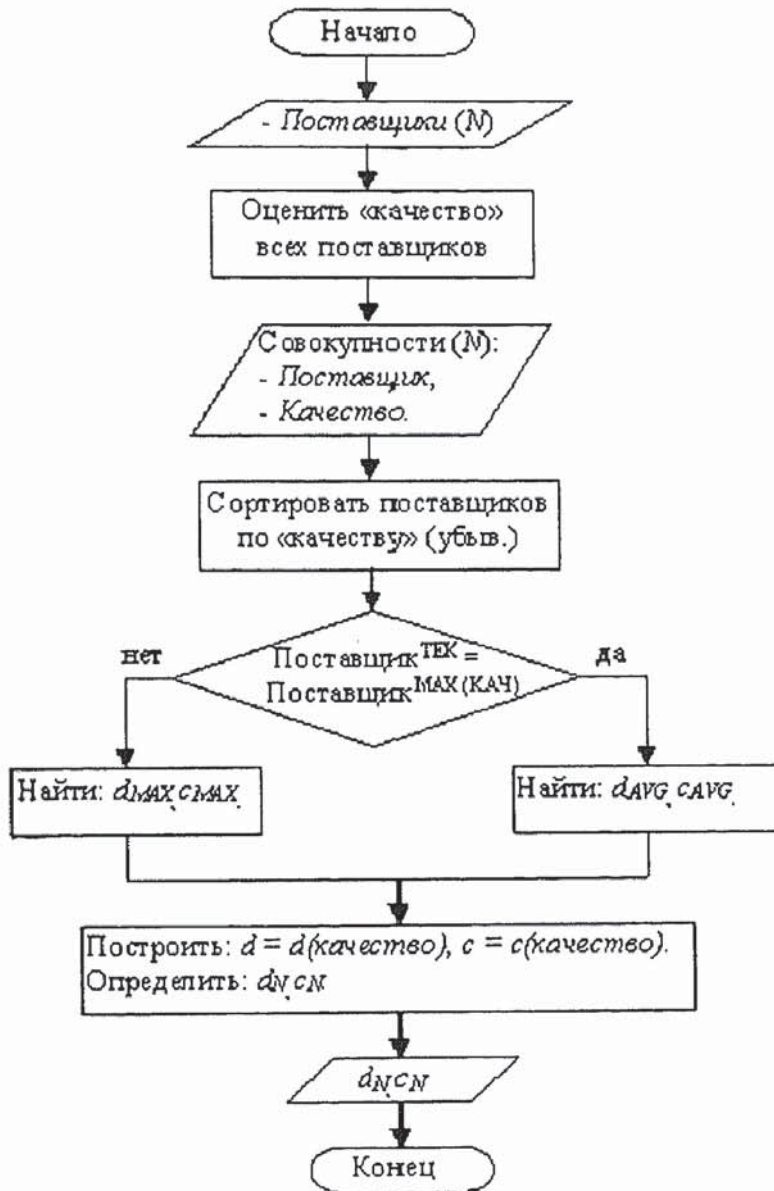 Начало
- Поставщики (N)
Оценить «качество»
всех поставщиков
Совокупности (N):
- Поставщик,
- Качество.
Сортировать поставщиков
по «качеству» (убыв.)
нет
Поставщик^ТЕК =
Поставщик^MAX (КАЧ)
да
Найти: dMAX, cMAX.
Найти: dAVG, cAVG.
Построить: d = d(качество), c = c(качество).
Определить: dN, cN
dN, cN
Конец